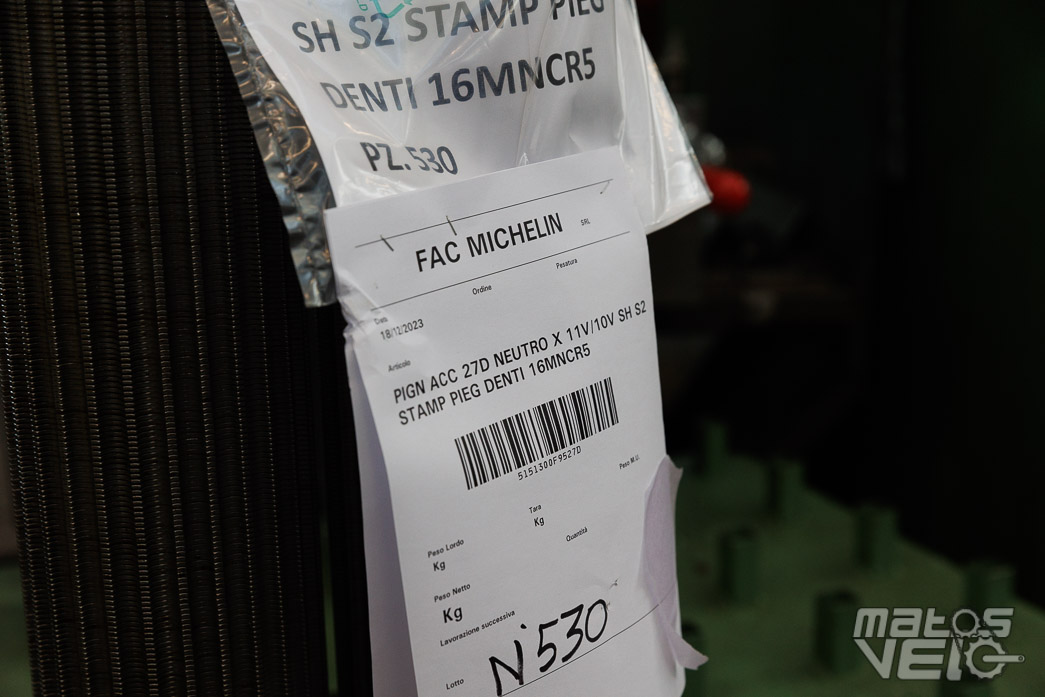 SH S2 STAMP PIEG
DENTI 16MNCR5
PZ.530
FAC MICHELIN SRL
Ordine
Pesatura
Data
18/12/2023
Articolo
PIGN ACC 27D NEUTRO X 11V/10V SH S2
STAMP PIEG DENTI 16MNCR5
5151300F9527D
Peso M.U.
Tara
Kg
Quantità
Peso Lordo
Kg
Peso Netto
Kg
Lavorazione successiva
Lotto
N° 530
MATOS
VELO